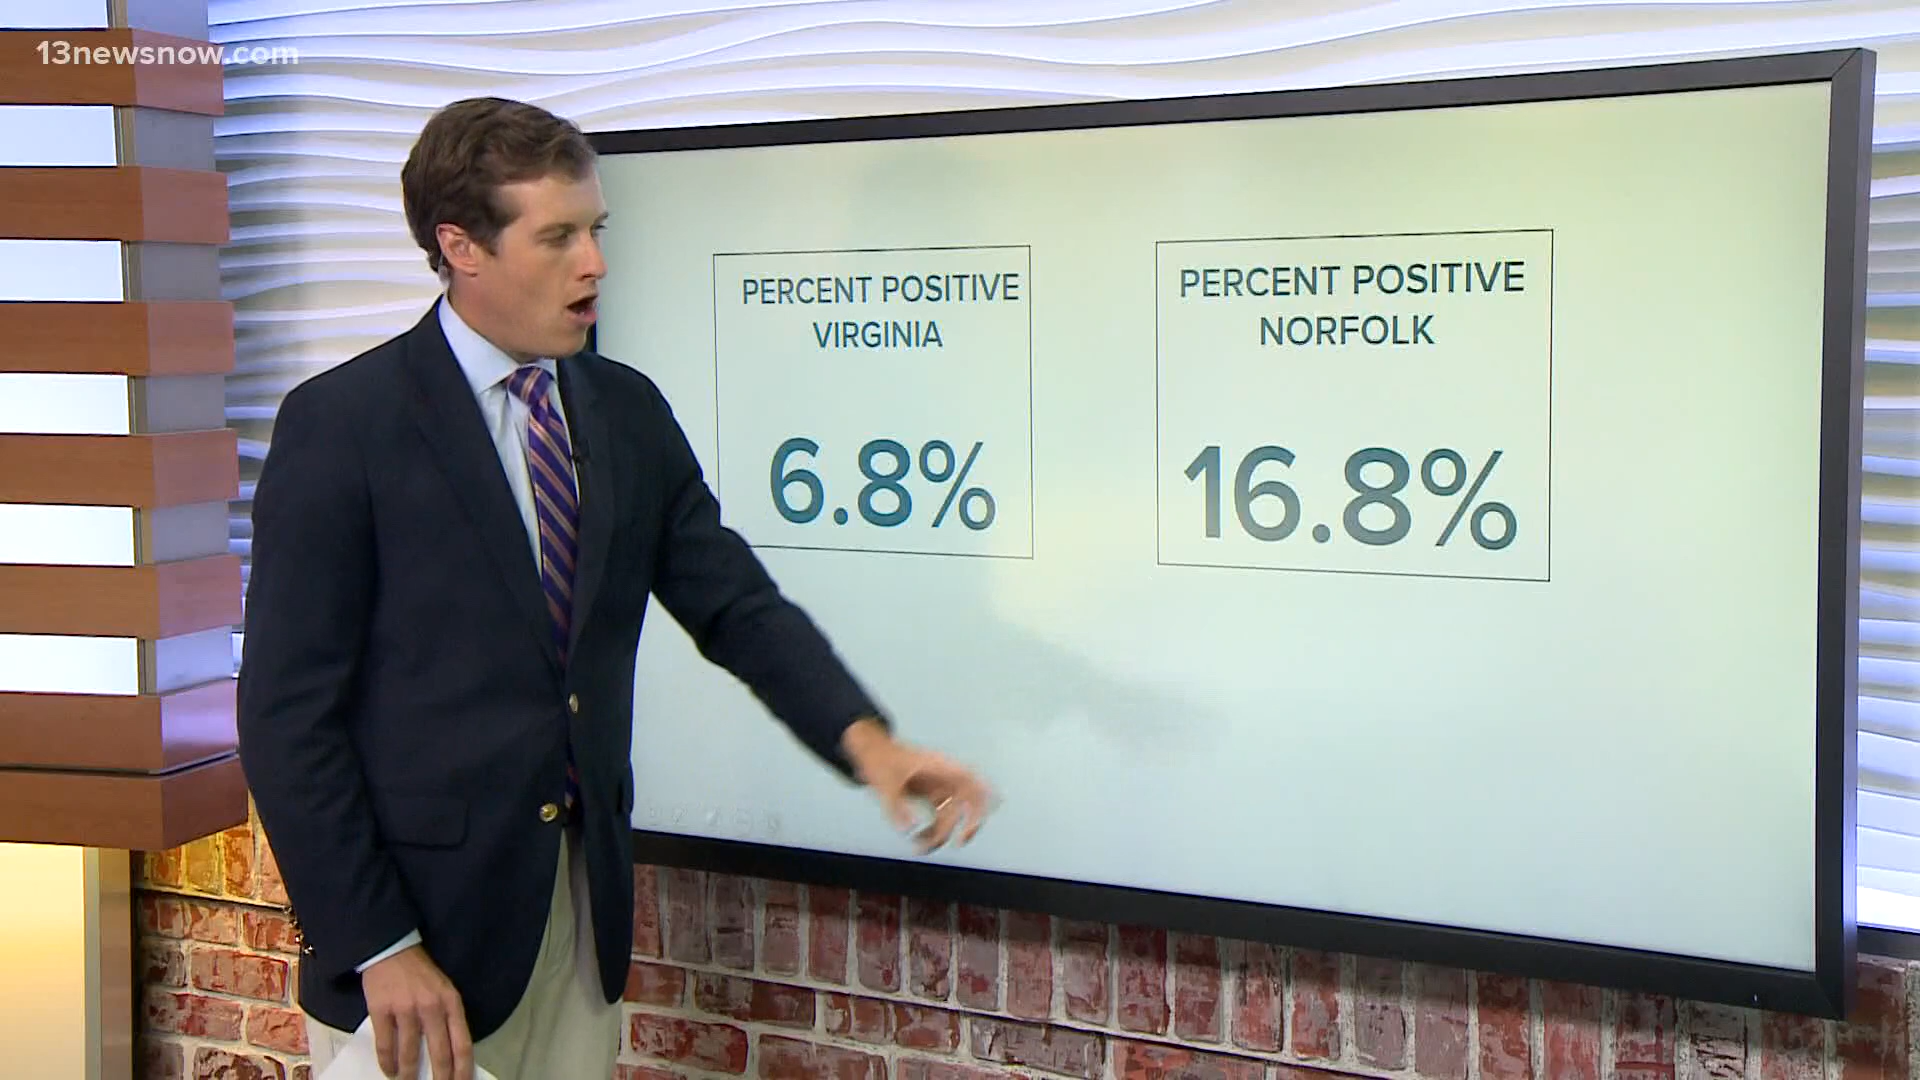 13newsnow.com
PERCENT POSITIVE
VIRGINIA
6.8%
PERCENT POSITIVE
NORFOLK
16.8%